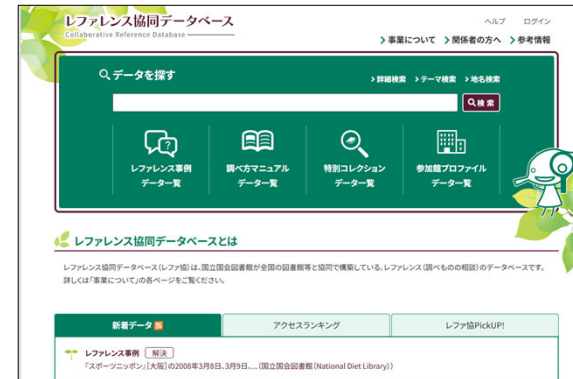 レファレンス協同データベース
Collaborative Reference Database
ヘルプ ログイン
事業について 関係者の方へ 参考情報
データを探す
詳細検索 テーマ検索 地名検索
検索
レファレンス事例 調べ方マニュアル 特別コレクション 参加館プロファイル
データ一覧 データ一覧 データ一覧 データ一覧
レファレンス協同データベースとは
レファレンス協同データベース(レファ協)は、国立国会図書館が全国の図書館等と協同で構築している、レファレンス(調べものの相談)のデータベースです。
詳しくは「事業について」の各ページをご覧ください。
新着データ アクセスランキング レファ協PickUP!
レファレンス事例 解決
『スポーツニッポン』[大阪]の2008年3月8日、3月9日、...(国立国会図書館(National Diet Library))